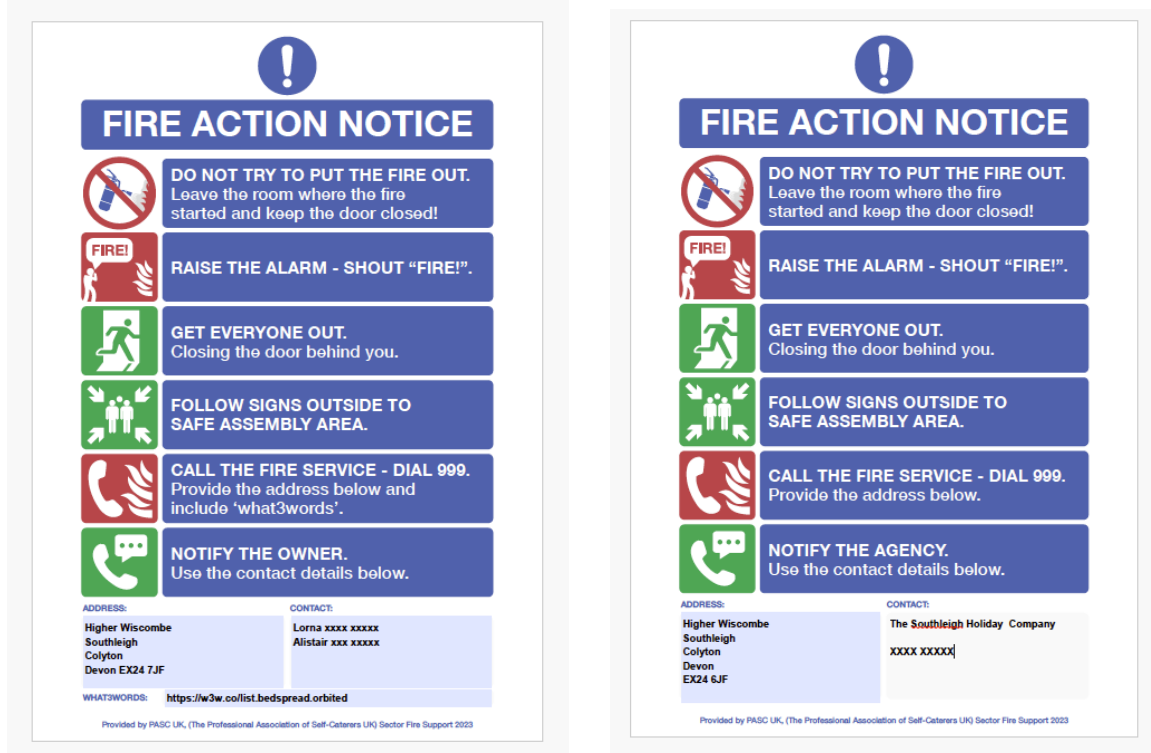 FIRE ACTION NOTICE
DO NOT TRY TO PUT THE FIRE OUT.
Leave the room where the fire
started and keep the door closed!
FIRE!
RAISE THE ALARM - SHOUT “FIRE!”.
GET EVERYONE OUT.
Closing the door behind you.
FOLLOW SIGNS OUTSIDE TO
SAFE ASSEMBLY AREA.
CALL THE FIRE SERVICE - DIAL 999.
Provide the address below and
include ‘what3words’.
NOTIFY THE OWNER.
Use the contact details below.
ADDRESS:
Higher Wiscombe
Southleigh
Colyton
Devon EX24 7JF
CONTACT:
Lorna xxxx xxxxx
Alistair xxx xxxxx
WHAT3WORDS: https://w3w.co/list.bedspread.orbited
Provided by PASC UK, (The Professional Association of Self-Caterers UK) Sector Fire Support 2023
FIRE ACTION NOTICE
DO NOT TRY TO PUT THE FIRE OUT.
Leave the room where the fire
started and keep the door closed!
FIRE!
RAISE THE ALARM - SHOUT “FIRE!”.
GET EVERYONE OUT.
Closing the door behind you.
FOLLOW SIGNS OUTSIDE TO
SAFE ASSEMBLY AREA.
CALL THE FIRE SERVICE - DIAL 999.
Provide the address below.
NOTIFY THE AGENCY.
Use the contact details below.
ADDRESS:
Higher Wiscombe
Southleigh
Colyton
Devon
EX24 6JF
CONTACT:
The Southleigh Holiday Company
XXXX XXXXX
Provided by PASC UK, (The Professional Association of Self-Caterers UK) Sector Fire Support 2023